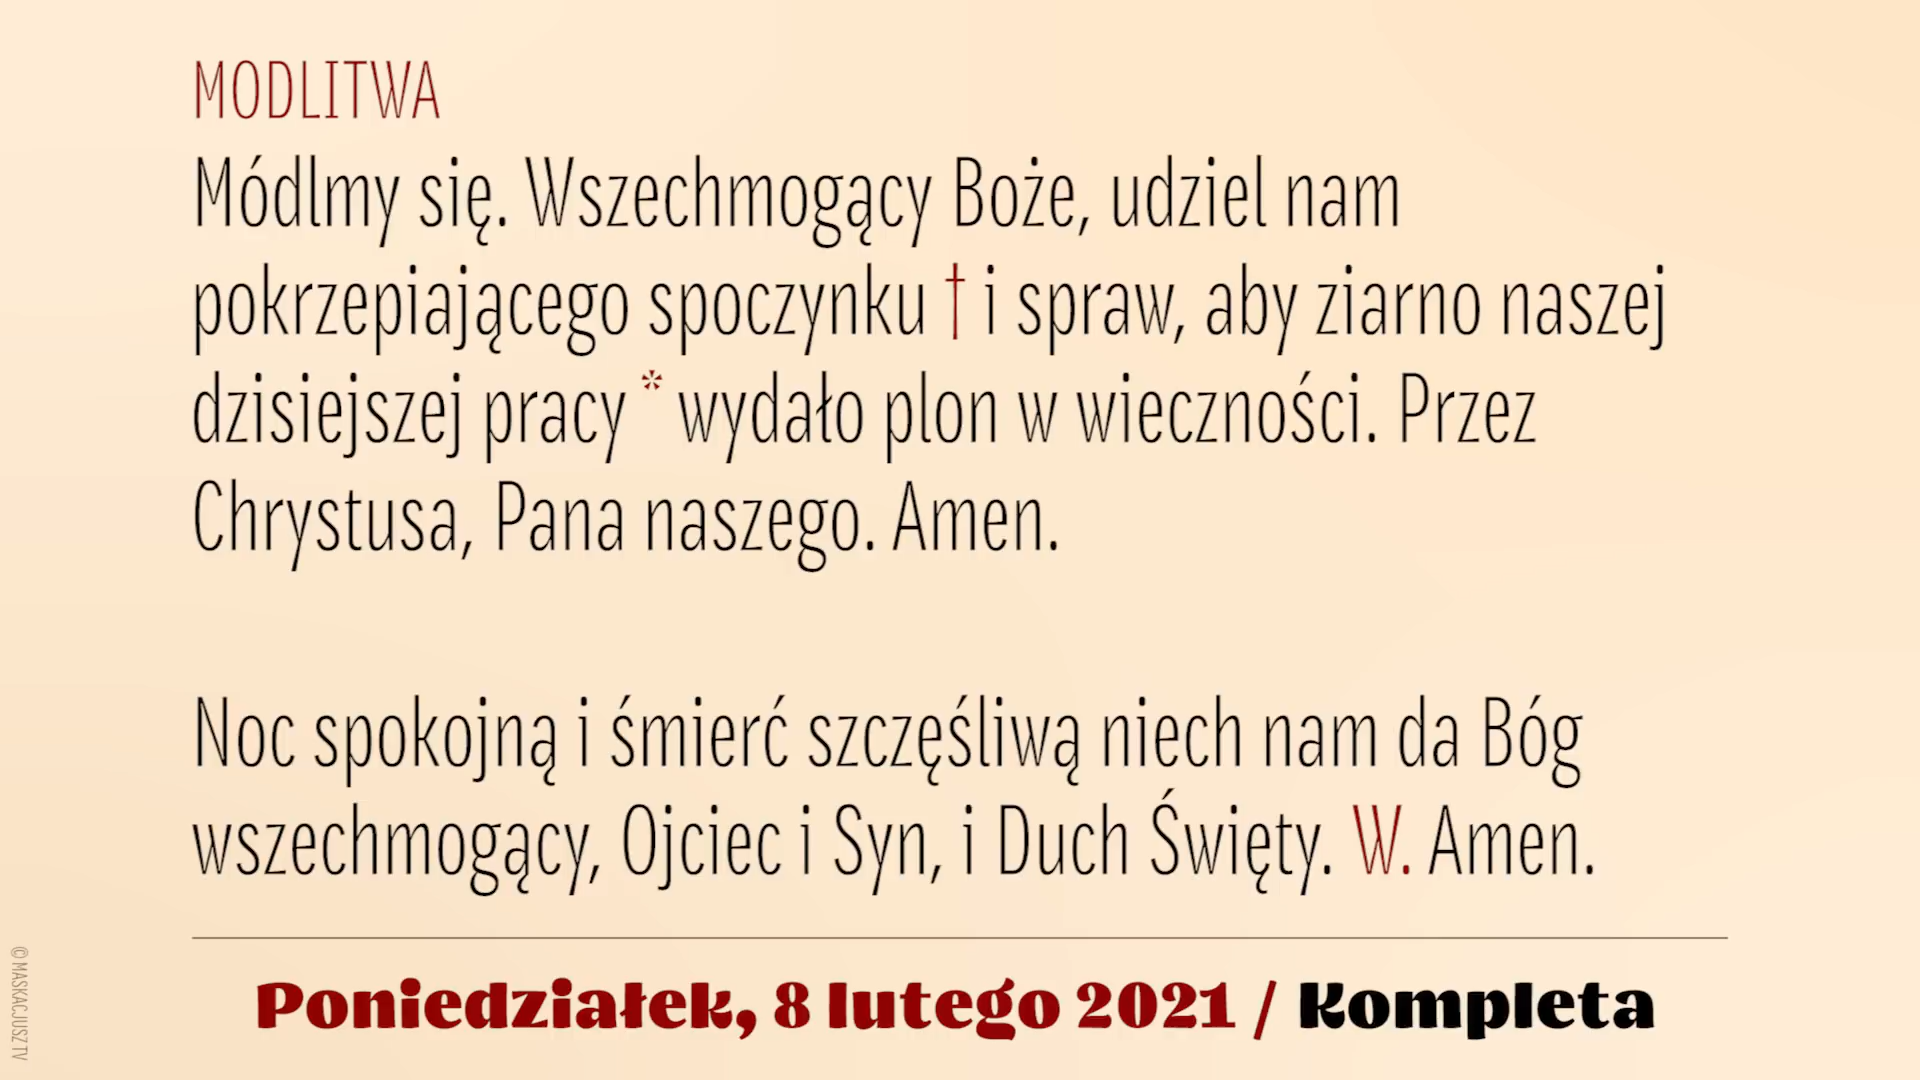 MODLITWA
Módlmy się. Wszechmogący Boże, udziel nam
pokrzepiającego spoczynku † i spraw, aby ziarno naszej
dzisiejszej pracy * wydało plon w wieczności. Przez
Chrystusa, Pana naszego. Amen.
Noc spokojną i śmierć szczęśliwą niech nam da Bóg
wszechmogący, Ojciec i Syn, i Duch Święty. W. Amen.
Poniedziałek, 8 lutego 2021 / Kompleta
© MASKACJUSZ TV